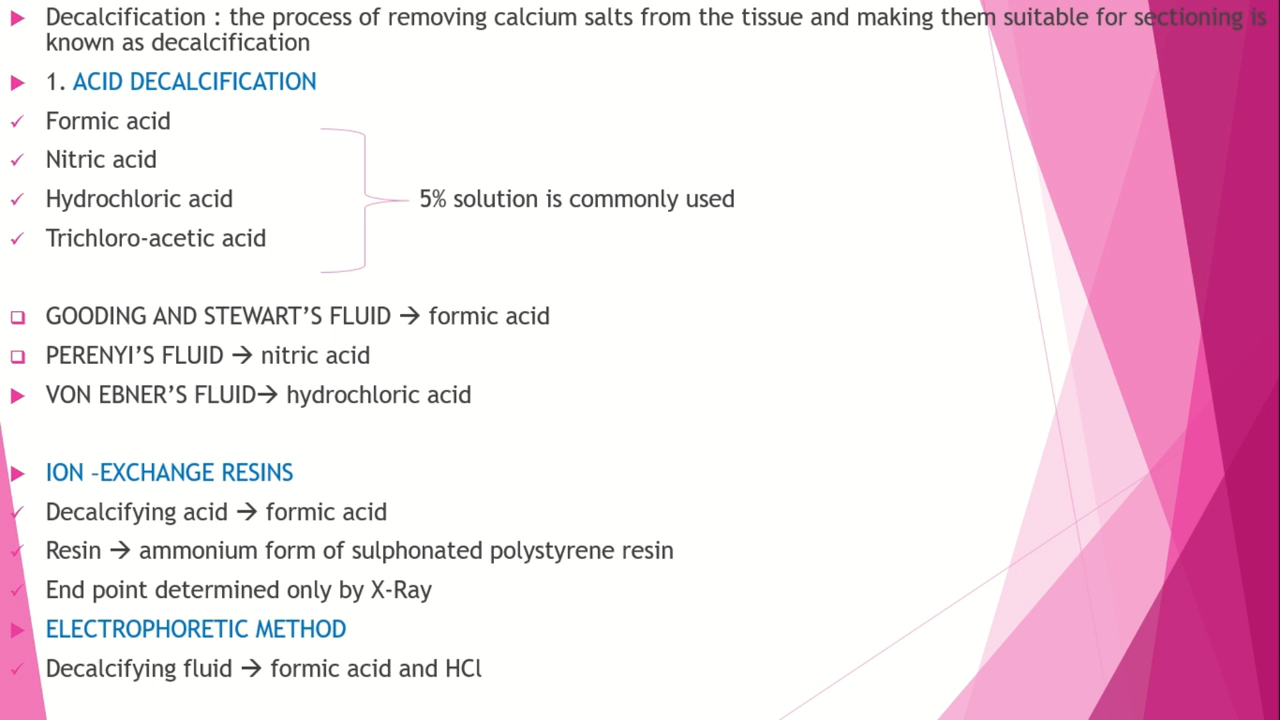 Decalcification : the process of removing calcium salts from the tissue and making them suitable for sectioning is
known as decalcification
1. ACID DECALCIFICATION
Formic acid
Nitric acid
Hydrochloric acid
5% solution is commonly used
Trichloro-acetic acid
GOODING AND STEWART’S FLUID → formic acid
PERENYI’S FLUID → nitric acid
VON EBNER’S FLUID→ hydrochloric acid
ION –EXCHANGE RESINS
Decalcifying acid → formic acid
Resin → ammonium form of sulphonated polystyrene resin
End point determined only by X-Ray
ELECTROPHORETIC METHOD
Decalcifying fluid → formic acid and HCl